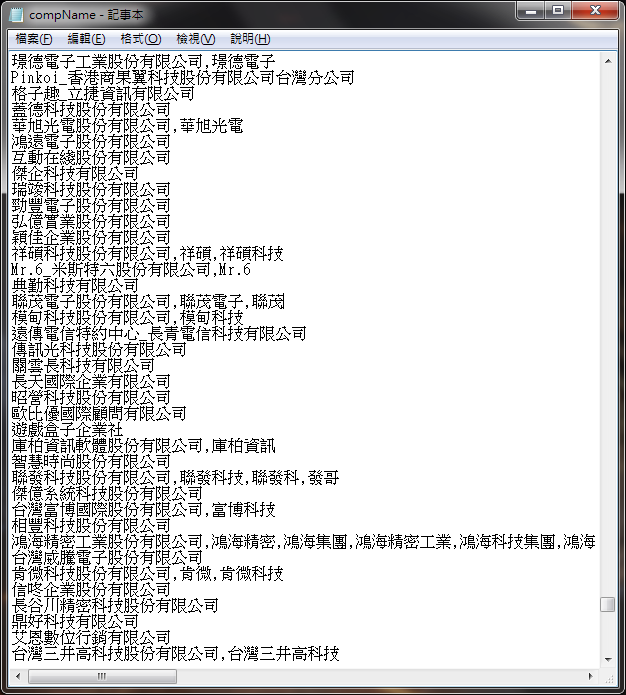 compName - 記事本
檔案(F) 編輯(E) 格式(O) 檢視(V) 說明(H)
璟德電子工業股份有限公司,璟德電子
Pinkoi_香港商果翼科技股份有限公司台灣分公司
格子趣_立捷資訊有限公司
蓋德科技股份有限公司
華旭光電股份有限公司,華旭光電
鴻遠電子股份有限公司
互動在綫股份有限公司
傑企科技有限公司
瑞竣科技股份有限公司
勁豐電子股份有限公司
弘億實業股份有限公司
穎佳企業股份有限公司
祥碩科技股份有限公司,祥碩,祥碩科技
Mr.6_米斯特六股份有限公司,Mr.6
典勤科技有限公司
聯茂電子股份有限公司,聯茂電子,聯茂
模甸科技股份有限公司,模甸科技
遠傳電信特約中心_長青電信科技有限公司
傳訊光科技股份有限公司
關雲長科技有限公司
長天國際企業有限公司
昭營科技股份有限公司
歐比優國際顧問有限公司
遊戲盒子企業社
庫柏資訊軟體股份有限公司,庫柏資訊
智慧時尚股份有限公司
聯發科技股份有限公司,聯發科技,聯發科,發哥
傑億系統科技股份有限公司
台灣富博國際股份有限公司,富博科技
相豐科技股份有限公司
鴻海精密工業股份有限公司,鴻海精密,鴻海集團,鴻海精密工業,鴻海科技集團,鴻海
台灣威騰電子股份有限公司
肯微科技股份有限公司,肯微,肯微科技
信咚企業股份有限公司
長谷川精密科技股份有限公司
鼎好科技有限公司
艾恩數位行銷有限公司
台灣三井高科技股份有限公司,台灣三井高科技